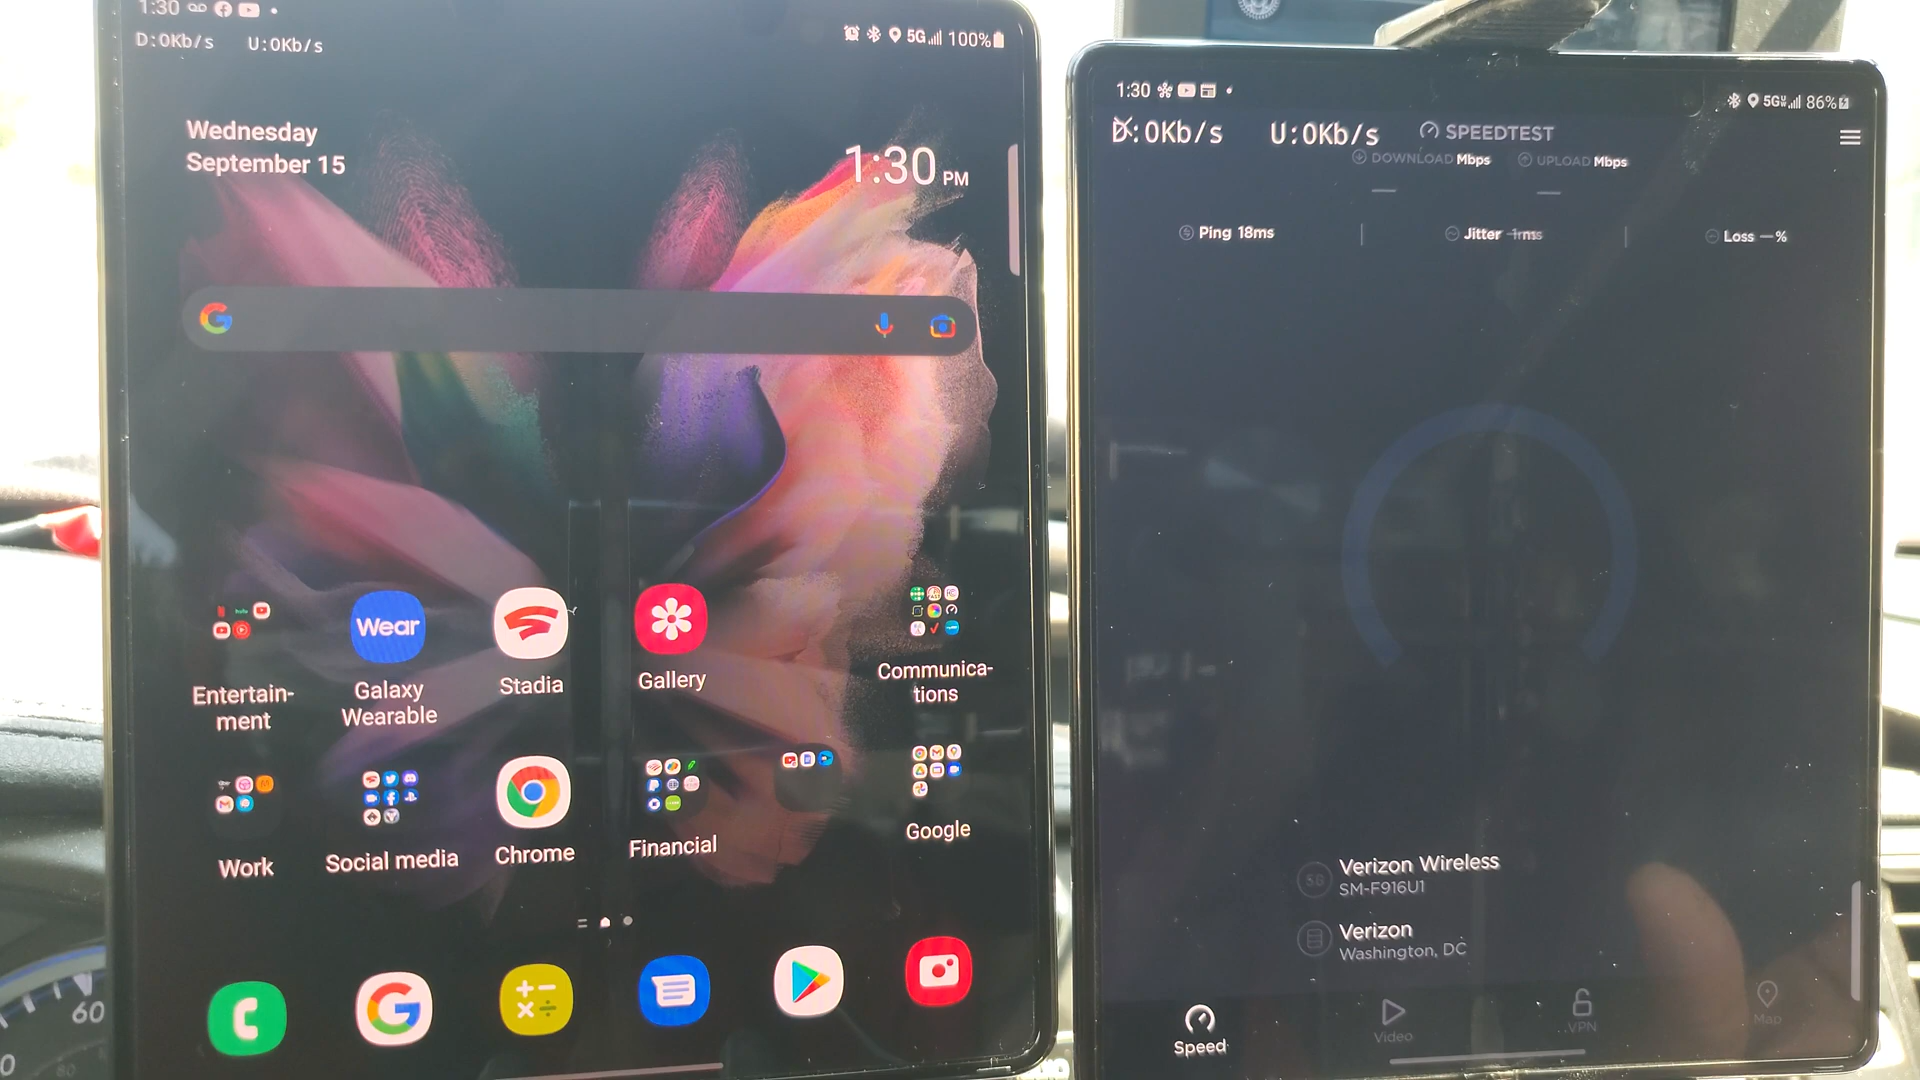 1:30
D:0Kb/s U:0Kb/s
5G 100%
Wednesday
September 15
1:30 PM
Wear
Entertain-
ment
Galaxy
Wearable
Stadia
Gallery
Communica-
tions
Work
Social media
Chrome
Financial
Google
60
80
1:30
5G 86%
D:0Kb/s U:0Kb/s
SPEEDTEST
DOWNLOAD Mbps UPLOAD Mbps
Ping 18ms
Jitter 1ms
Loss —%
Verizon Wireless
SM-F916U1
Verizon
Washington, DC
Speed
Video
VPN
Map